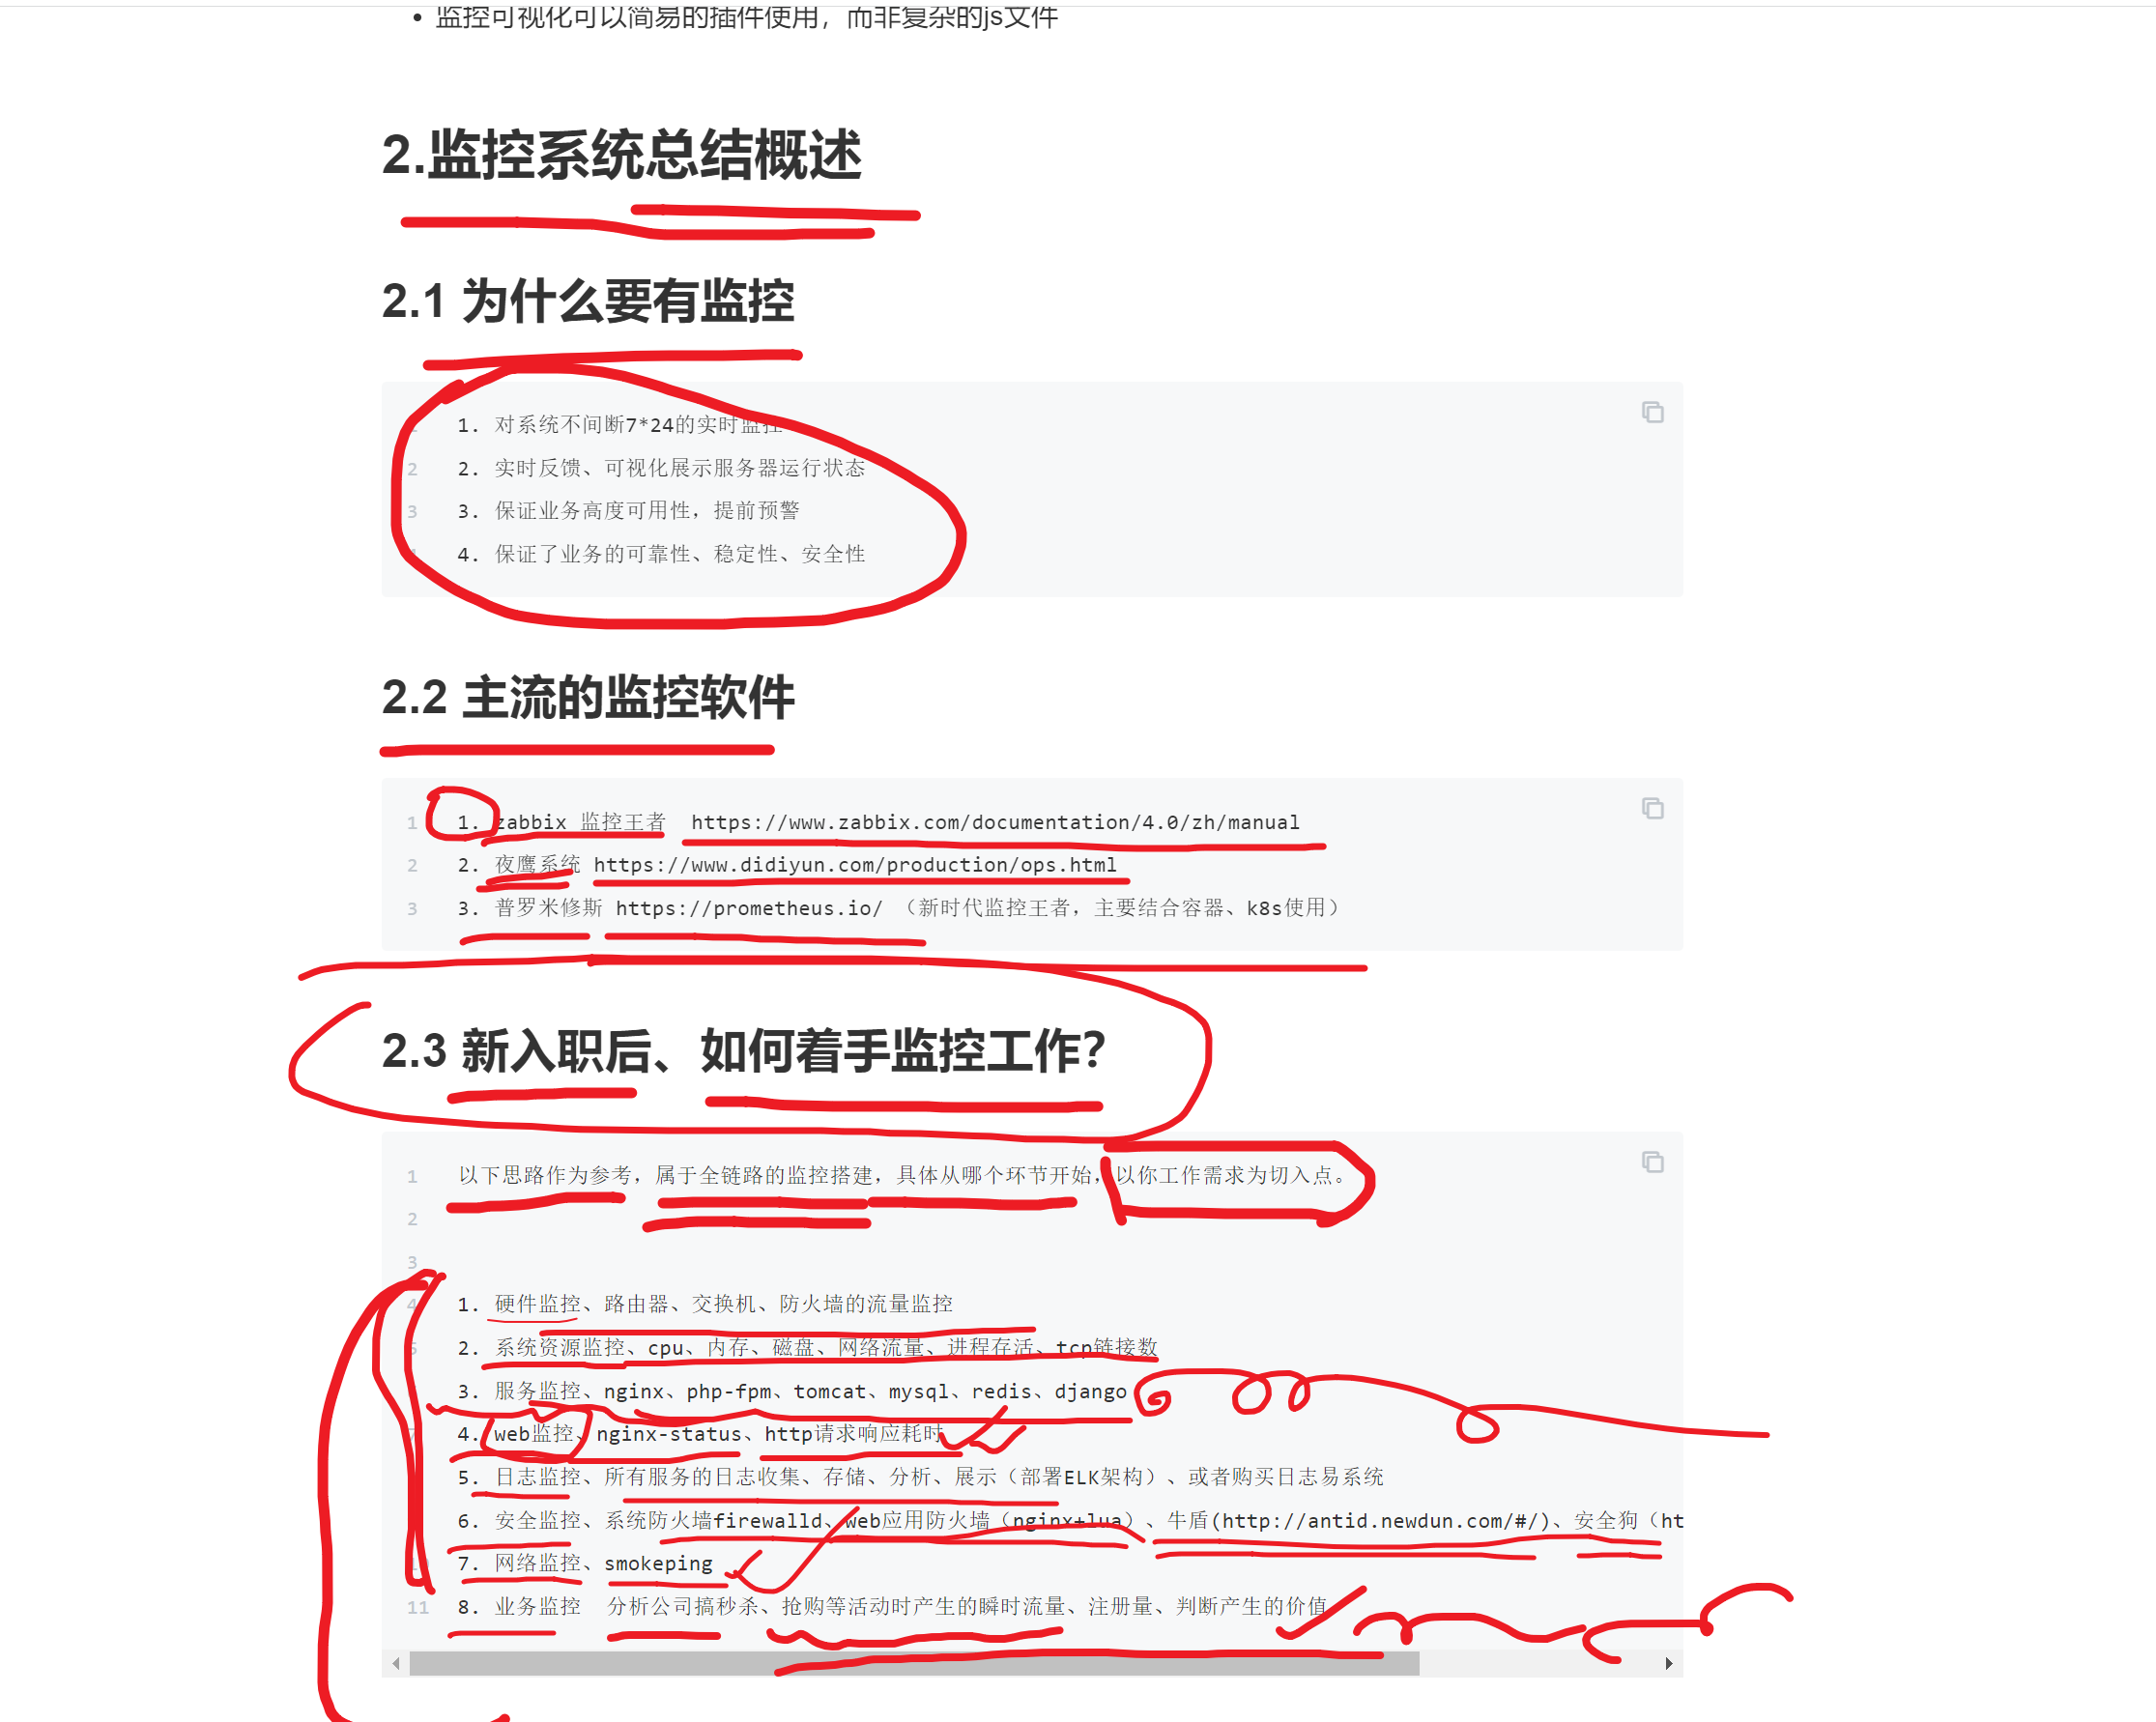 • 监控可视化可以简易的插件使用，而非复杂的js文件
2.监控系统总结概述
2.1 为什么要有监控
1. 对系统不间断7*24的实时监控
2 2. 实时反馈、可视化展示服务器运行状态
3 3. 保证业务高度可用性，提前预警
4 4. 保证了业务的可靠性、稳定性、安全性
2.2 主流的监控软件
1 1. zabbix 监控王者 https://www.zabbix.com/documentation/4.0/zh/manual
2 2. 夜鹰系统 https://www.didiyun.com/production/ops.html
3 3. 普罗米修斯 https://prometheus.io/ （新时代监控王者，主要结合容器、k8s使用）
2.3 新入职后、如何着手监控工作？
1 以下思路作为参考，属于全链路的监控搭建，具体从哪个环节开始，以你工作需求为切入点。
2
3
4 1. 硬件监控、路由器、交换机、防火墙的流量监控
5 2. 系统资源监控、cpu、内存、磁盘、网络流量、进程存活、tcp链接数
3. 服务监控、nginx、php-fpm、tomcat、mysql、redis、django
7 4. web监控、nginx-status、http请求响应耗时
5. 日志监控、所有服务的日志收集、存储、分析、展示（部署ELK架构）、或者购买日志易系统
6. 安全监控、系统防火墙firewalld、web应用防火墙（nginx+lua）、牛盾(http://antid.newdun.com/#/)、安全狗（ht
7. 网络监控、smokeping
11 8. 业务监控 分析公司搞秒杀、抢购等活动时产生的瞬时流量、注册量、判断产生的价值